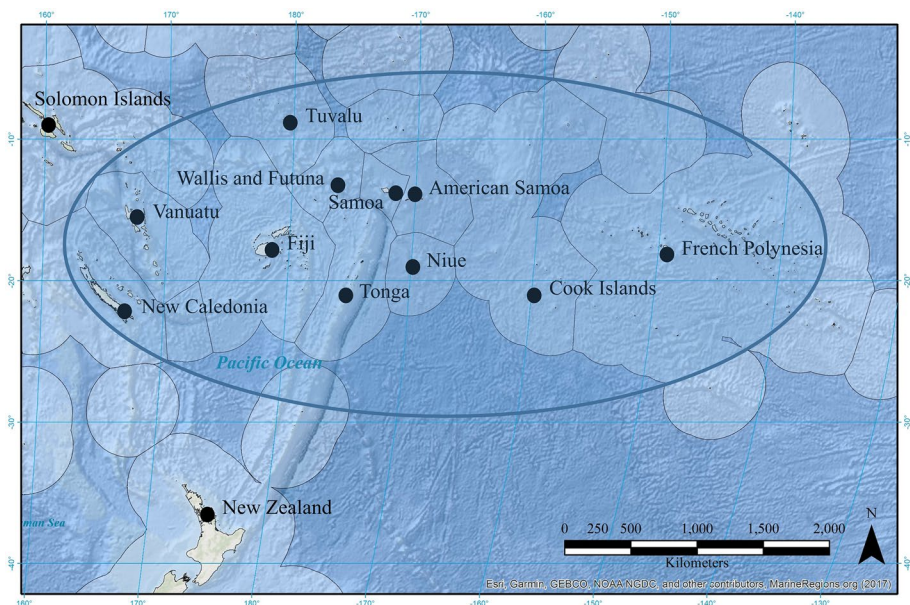 160°
170°
180°
-170°
-160°
-150°
-140°
Solomon Islands
Tuvalu
-10°
-10°
Wallis and Futuna
Samoa
American Samoa
Vanuatu
Fiji
French Polynesia
Niue
-20°
-20°
Tonga
Cook Islands
New Caledonia
Pacific Ocean
-30°
-30°
New Zealand
man Sea
N
0 250 500 1,000 1,500 2,000
Kilometers
-40°
-40°
Esri, Garmin, GEBCO, NOAA NGDC, and other contributors, MarineRegions.org (2017)
160°
170°
180°
-170°
-160°
-150°
-140°
-130°